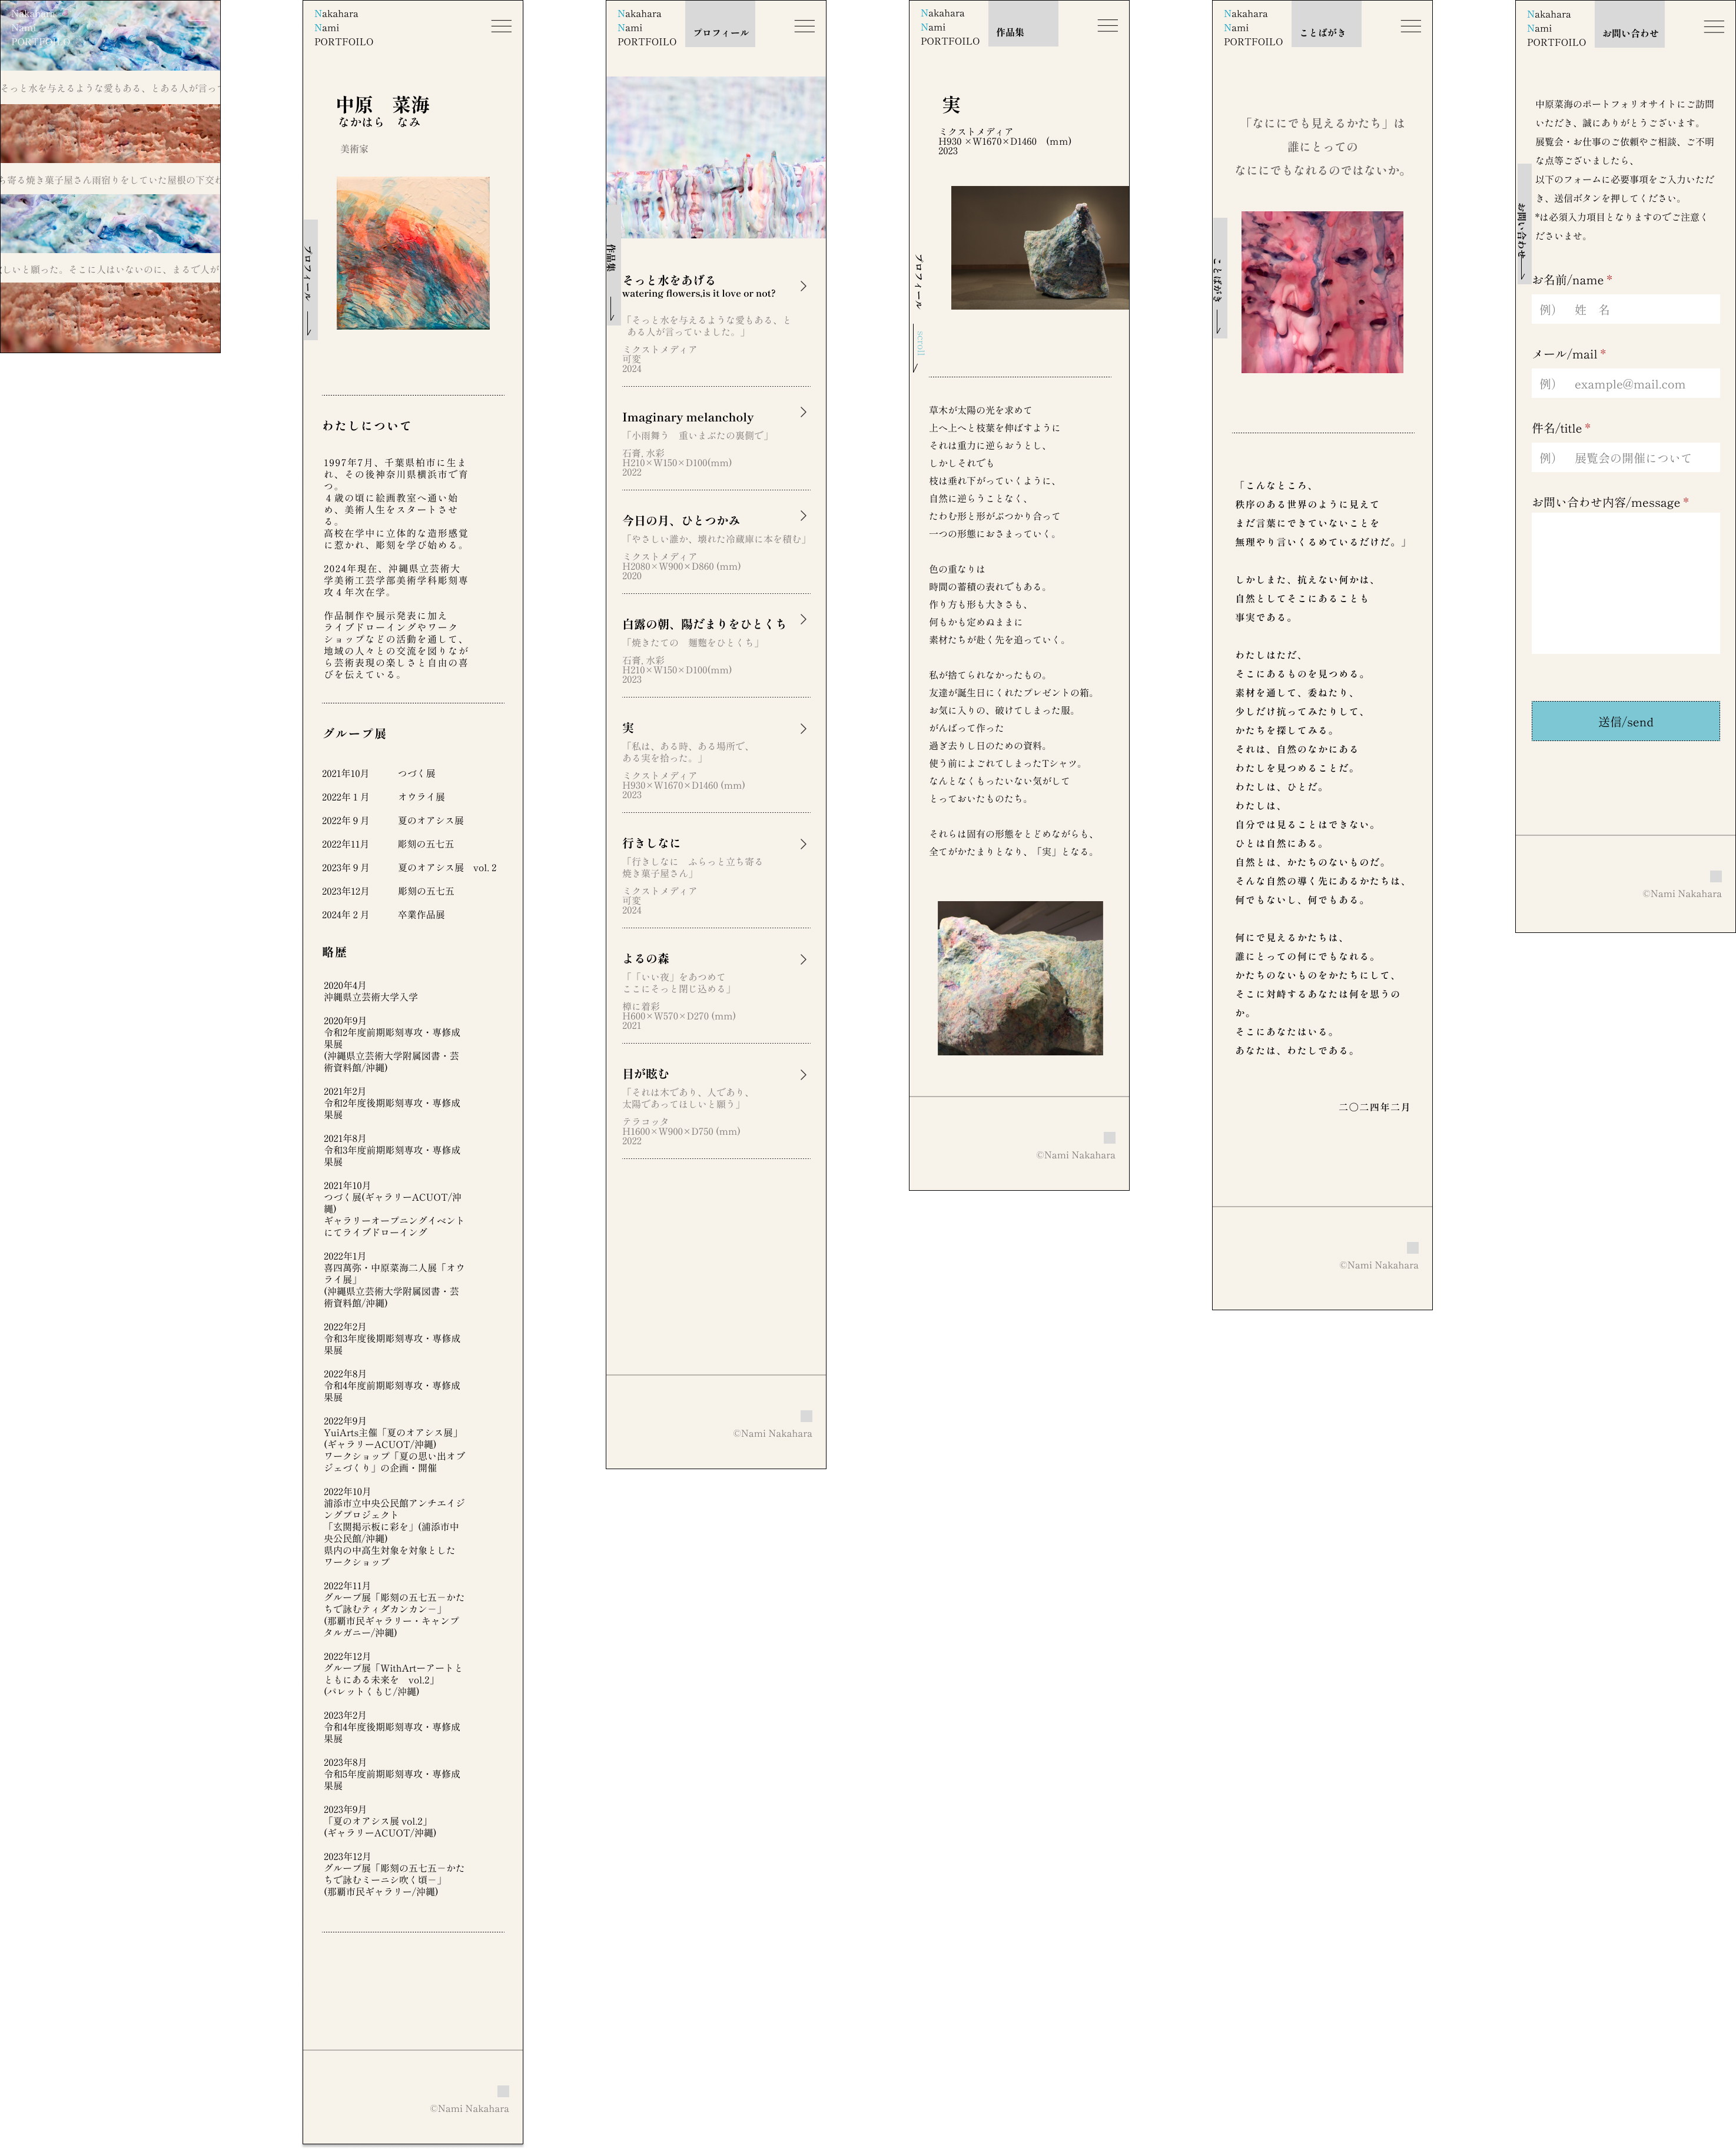 Nakahara
Nami
PORTFOILO
そっと水を与えるような愛もある、とある人が言って
ち寄る焼き菓子屋さん雨宿りをしていた屋根の下交わ
しいと願った。そこに人はいないのに、まるで人が
Nakahara
Nami
PORTFOILO
中原　菜海
なかはら　なみ
美術家
プロフィール
わたしについて
1997年7月、千葉県柏市に生ま
れ、その後神奈川県横浜市で育
つ。
４歳の頃に絵画教室へ通い始
め、美術人生をスタートさせ
る。
高校在学中に立体的な造形感覚
に惹かれ、彫刻を学び始める。
2024年現在、沖縄県立芸術大
学美術工芸学部美術学科彫刻専
攻４年次在学。
作品制作や展示発表に加え
ライブドローイングやワーク
ショップなどの活動を通して、
地域の人々との交流を図りなが
ら芸術表現の楽しさと自由の喜
びを伝えている。
グループ展
2021年10月　つづく展
2022年１月　オウライ展
2022年９月　夏のオアシス展
2022年11月　彫刻の五七五
2023年９月　夏のオアシス展　vol. 2
2023年12月　彫刻の五七五
2024年２月　卒業作品展
略歴
2020年4月
沖縄県立芸術大学入学
2020年9月
令和2年度前期彫刻専攻・専修成
果展
(沖縄県立芸術大学附属図書・芸
術資料館/沖縄)
2021年2月
令和2年度後期彫刻専攻・専修成
果展
2021年8月
令和3年度前期彫刻専攻・専修成
果展
2021年10月
つづく展(ギャラリーACUOT/沖
縄)
ギャラリーオープニングイベント
にてライブドローイング
2022年1月
喜四萬弥・中原菜海二人展「オウ
ライ展」
(沖縄県立芸術大学附属図書・芸
術資料館/沖縄)
2022年2月
令和3年度後期彫刻専攻・専修成
果展
2022年8月
令和4年度前期彫刻専攻・専修成
果展
2022年9月
YuiArts主催「夏のオアシス展」
(ギャラリーACUOT/沖縄)
ワークショップ「夏の思い出オブ
ジェづくり」の企画・開催
2022年10月
浦添市立中央公民館アンチエイジ
ングプロジェクト
「玄関掲示板に彩を」(浦添市中
央公民館/沖縄)
県内の中高生対象を対象とした
ワークショップ
2022年11月
グループ展「彫刻の五七五－かた
ちで詠むティダカンカン－」
(那覇市民ギャラリー・キャンプ
タルガニー/沖縄)
2022年12月
グループ展「WithArtーアートと
ともにある未来を　vol.2」
(パレットくもじ/沖縄)
2023年2月
令和4年度後期彫刻専攻・専修成
果展
2023年8月
令和5年度前期彫刻専攻・専修成
果展
2023年9月
「夏のオアシス展 vol.2」
(ギャラリーACUOT/沖縄)
2023年12月
グループ展「彫刻の五七五－かた
ちで詠むミーニシ吹く頃－」
(那覇市民ギャラリー/沖縄)
©Nami Nakahara
Nakahara
Nami
PORTFOILO
プロフィール
作品集
そっと水をあげる
watering flowers,is it love or not?
「そっと水を与えるような愛もある、と
ある人が言っていました。」
ミクストメディア
可変
2024
Imaginary melancholy
「小雨舞う　重いまぶたの裏側で」
石膏, 水彩
H210×W150×D100(mm)
2022
今日の月、ひとつかみ
「やさしい誰か、壊れた冷蔵庫に本を積む」
ミクストメディア
H2080×W900×D860 (mm)
2020
白露の朝、陽だまりをひとくち
「焼きたての　麺麭をひとくち」
石膏, 水彩
H210×W150×D100(mm)
2023
実
「私は、ある時、ある場所で、
ある実を拾った。」
ミクストメディア
H930×W1670×D1460 (mm)
2023
行きしなに
「行きしなに　ふらっと立ち寄る
焼き菓子屋さん」
ミクストメディア
可変
2024
よるの森
「「いい夜」をあつめて
ここにそっと閉じ込める」
樟に着彩
H600×W570×D270 (mm)
2021
目が眩む
「それは木であり、人であり、
太陽であってほしいと願う」
テラコッタ
H1600×W900×D750 (mm)
2022
©Nami Nakahara
Nakahara
Nami
PORTFOILO
作品集
実
ミクストメディア
H930 ×W1670×D1460　(mm)
2023
プロフィール
scroll
草木が太陽の光を求めて
上へ上へと枝葉を伸ばすように
それは重力に逆らおうとし、
しかしそれでも
枝は垂れ下がっていくように、
自然に逆らうことなく、
たわむ形と形がぶつかり合って
一つの形態におさまっていく。
色の重なりは
時間の蓄積の表れでもある。
作り方も形も大きさも、
何もかも定めぬままに
素材たちが赴く先を追っていく。
私が捨てられなかったもの。
友達が誕生日にくれたプレゼントの箱。
お気に入りの、破けてしまった服。
がんばって作った
過ぎ去りし日のための資料。
使う前によごれてしまったTシャツ。
なんとなくもったいない気がして
とっておいたものたち。
それらは固有の形態をとどめながらも、
全てがかたまりとなり、「実」となる。
©Nami Nakahara
Nakahara
Nami
PORTFOILO
ことばがき
「なににでも見えるかたち」は
誰にとっての
なににでもなれるのではないか。
ことばがき
「こんなところ、
秩序のある世界のように見えて
まだ言葉にできていないことを
無理やり言いくるめているだけだ。」
しかしまた、抗えない何かは、
自然としてそこにあることも
事実である。
わたしはただ、
そこにあるものを見つめる。
素材を通して、委ねたり、
少しだけ抗ってみたりして、
かたちを探してみる。
それは、自然のなかにある
わたしを見つめることだ。
わたしは、ひとだ。
わたしは、
自分では見ることはできない。
ひとは自然にある。
自然とは、かたちのないものだ。
そんな自然の導く先にあるかたちは、
何でもないし、何でもある。
何にで見えるかたちは、
誰にとっての何にでもなれる。
かたちのないものをかたちにして、
そこに対峙するあなたは何を思うの
か。
そこにあなたはいる。
あなたは、わたしである。
二〇二四年二月
©Nami Nakahara
Nakahara
Nami
PORTFOILO
お問い合わせ
中原菜海のポートフォリオサイトにご訪問
いただき、誠にありがとうございます。
展覧会・お仕事のご依頼やご相談、ご不明
な点等ございましたら、
以下のフォームに必要事項をご入力いただ
き、送信ボタンを押してください。
*は必須入力項目となりますのでご注意く
ださいませ。
お問い合わせ
お名前/name *
例）　姓　名
メール/mail *
例）　example@mail.com
件名/title *
例）　展覧会の開催について
お問い合わせ内容/message *
送信/send
©Nami Nakahara